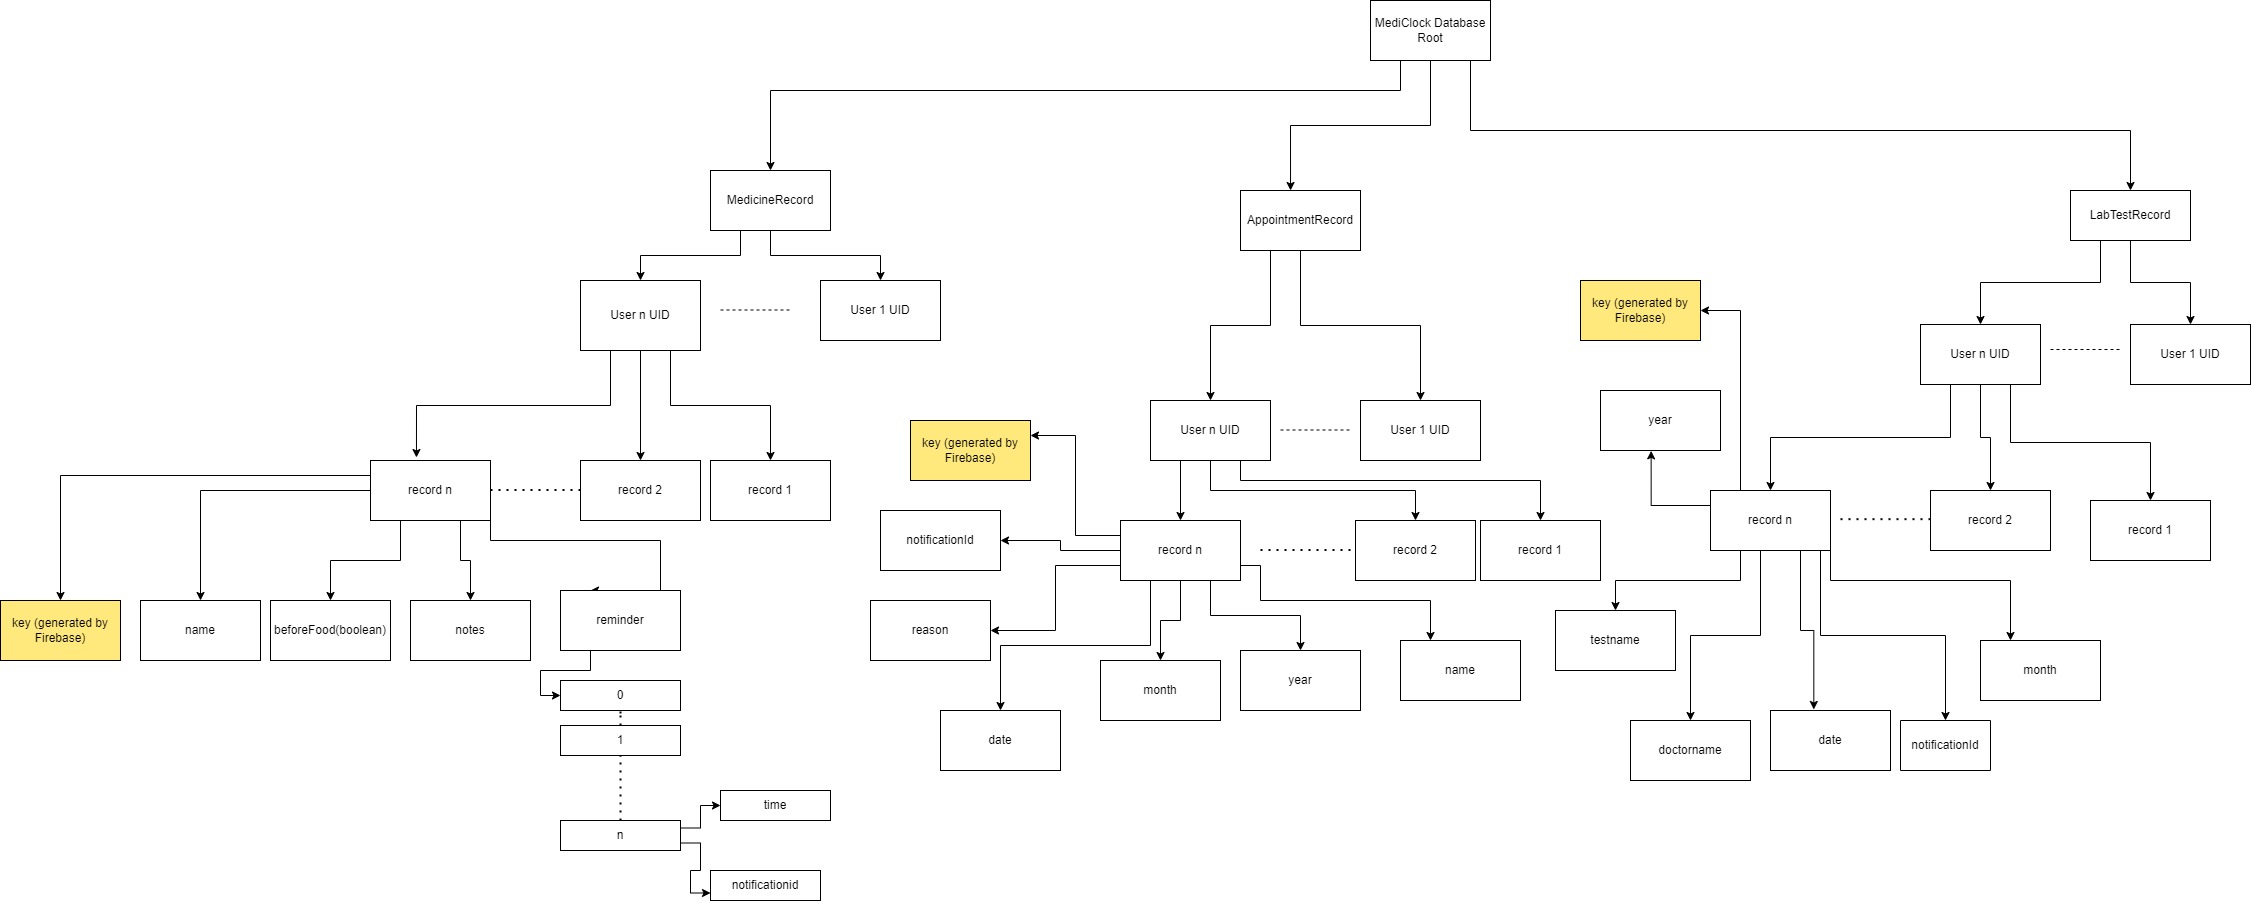 MediClock Database
Root
MedicineRecord
AppointmentRecord
LabTestRecord
User n UID
User 1 UID
key (generated by
Firebase)
User n UID
User 1 UID
year
User n UID
User 1 UID
key (generated by
Firebase)
record n
record 2
record 1
record n
record 2
record 1
notificationId
record n
record 2
record 1
key (generated by
Firebase)
name
beforeFood(boolean)
notes
reminder
reason
testname
month
year
name
month
0
1
date
doctorname
date
notificationId
time
n
notificationid